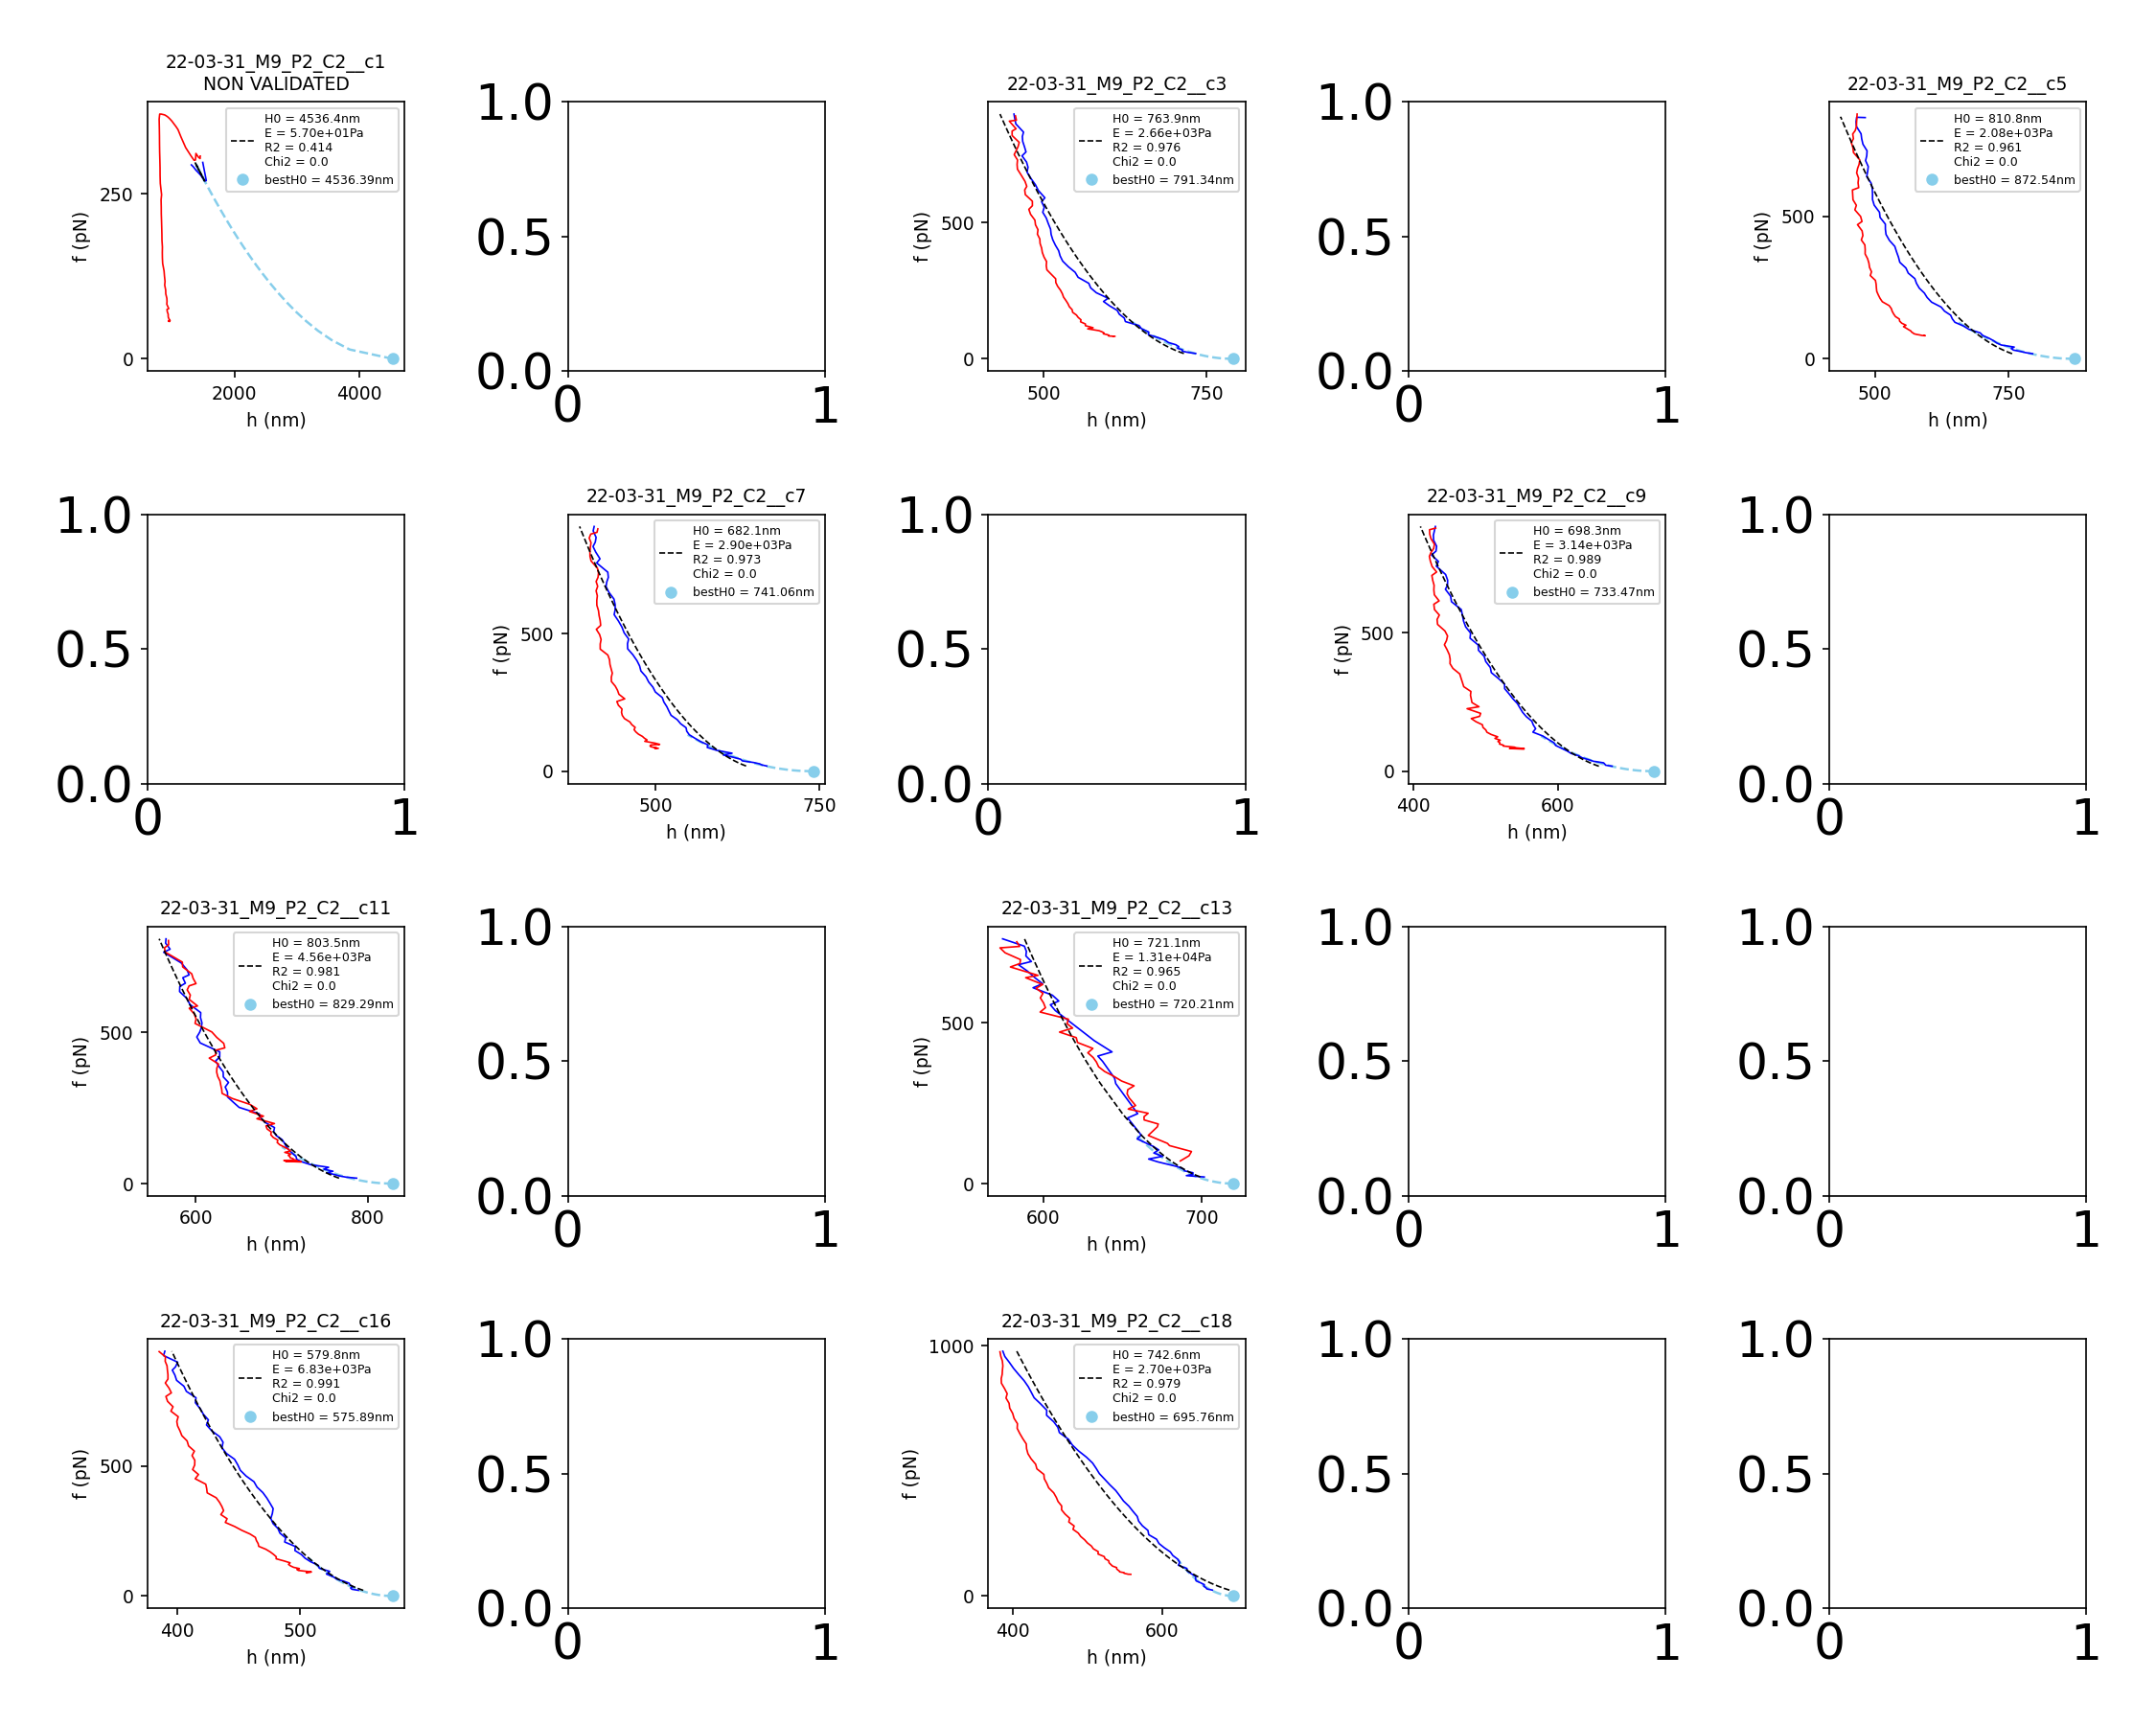 22-03-31_M9_P2_C2__c1
NON VALIDATED
H0 = 4536.4nm
E = 5.70e+01Pa
R2 = 0.414
Chi2 = 0.0
bestH0 = 4536.39nm
250
0
f (pN)
2000 4000
h (nm)
1.0
0.5
0.0
0 1
22-03-31_M9_P2_C2__c3
H0 = 763.9nm
E = 2.66e+03Pa
R2 = 0.976
Chi2 = 0.0
bestH0 = 791.34nm
500
0
f (pN)
500 750
h (nm)
1.0
0.5
0.0
0 1
22-03-31_M9_P2_C2__c5
H0 = 810.8nm
E = 2.08e+03Pa
R2 = 0.961
Chi2 = 0.0
bestH0 = 872.54nm
500
0
f (pN)
500 750
h (nm)
1.0
0.5
0.0
0 1
22-03-31_M9_P2_C2__c7
H0 = 682.1nm
E = 2.90e+03Pa
R2 = 0.973
Chi2 = 0.0
bestH0 = 741.06nm
500
0
f (pN)
500 750
h (nm)
1.0
0.5
0.0
0 1
22-03-31_M9_P2_C2__c9
H0 = 698.3nm
E = 3.14e+03Pa
R2 = 0.989
Chi2 = 0.0
bestH0 = 733.47nm
500
0
f (pN)
400 600
h (nm)
1.0
0.5
0.0
0 1
22-03-31_M9_P2_C2__c11
H0 = 803.5nm
E = 4.56e+03Pa
R2 = 0.981
Chi2 = 0.0
bestH0 = 829.29nm
500
0
f (pN)
600 800
h (nm)
1.0
0.5
0.0
0 1
22-03-31_M9_P2_C2__c13
H0 = 721.1nm
E = 1.31e+04Pa
R2 = 0.965
Chi2 = 0.0
bestH0 = 720.21nm
500
0
f (pN)
600 700
h (nm)
1.0
0.5
0.0
0 1
1.0
0.5
0.0
0 1
22-03-31_M9_P2_C2__c16
H0 = 579.8nm
E = 6.83e+03Pa
R2 = 0.991
Chi2 = 0.0
bestH0 = 575.89nm
500
0
f (pN)
400 500
h (nm)
1.0
0.5
0.0
0 1
22-03-31_M9_P2_C2__c18
H0 = 742.6nm
E = 2.70e+03Pa
R2 = 0.979
Chi2 = 0.0
bestH0 = 695.76nm
1000
0
f (pN)
400 600
h (nm)
1.0
0.5
0.0
0 1
1.0
0.5
0.0
0 1